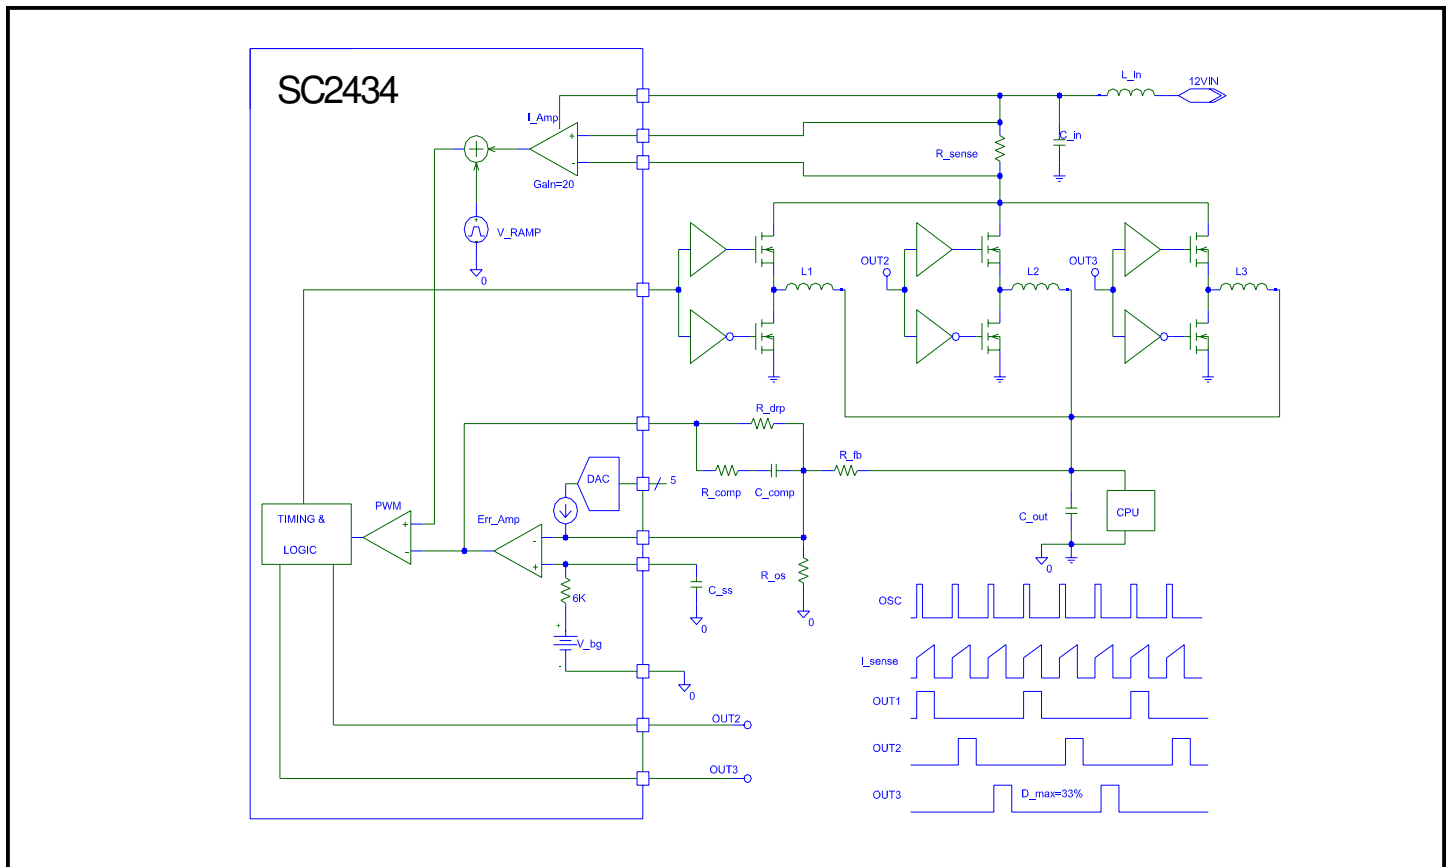 SC2434
L_In
12VIN
I_Amp
+
-
C_in
R_sense
GaIn=20
+
V_RAMP
0
L1
OUT2
L2
OUT3
L3
R_drp
R_fb
DAC
5
R_comp
C_comp
PWM
TIMING &
LOGIC
+
-
Err_Amp
-
+
C_out
CPU
0
R_os
6K
C_ss
0
0
+
V_bg
-
0
OSC
I_sense
OUT1
OUT2
OUT2
OUT3
OUT3
D_max=33%